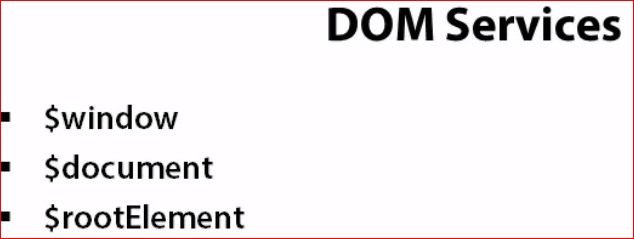 DOM Services
▪ $window
▪ $document
▪ $rootElement